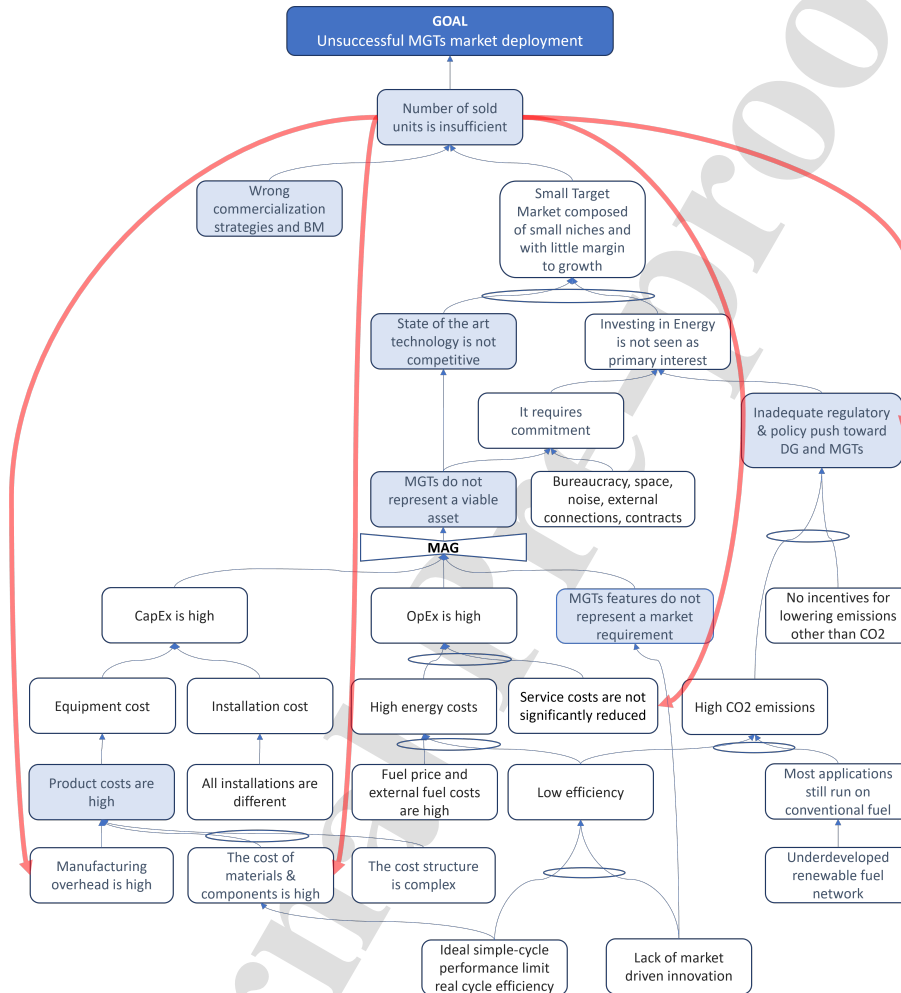 GOAL
Unsuccessful MGTs market deployment
Number of sold
units is insufficient
Wrong
commercialization
strategies and BM
Small Target
Market composed
of small niches and
with little margin
to growth
State of the art
technology is not
competitive
Investing in Energy
is not seen as
primary interest
It requires
commitment
Inadequate regulatory
& policy push toward
DG and MGTs
MGTs do not
represent a viable
asset
Bureaucracy, space,
noise, external
connections, contracts
MAG
CapEx is high
OpEx is high
MGTs features do not
represent a market
requirement
No incentives for
lowering emissions
other than CO2
Equipment cost
Installation cost
High energy costs
Service costs are not
significantly reduced
High CO2 emissions
Product costs are
high
All installations are
different
Fuel price and
external fuel costs
are high
Low efficiency
Most applications
still run on
conventional fuel
Manufacturing
overhead is high
The cost of
materials &
components is high
The cost structure
is complex
Underdeveloped
renewable fuel
network
Ideal simple-cycle
performance limit
real cycle efficiency
Lack of market
driven innovation